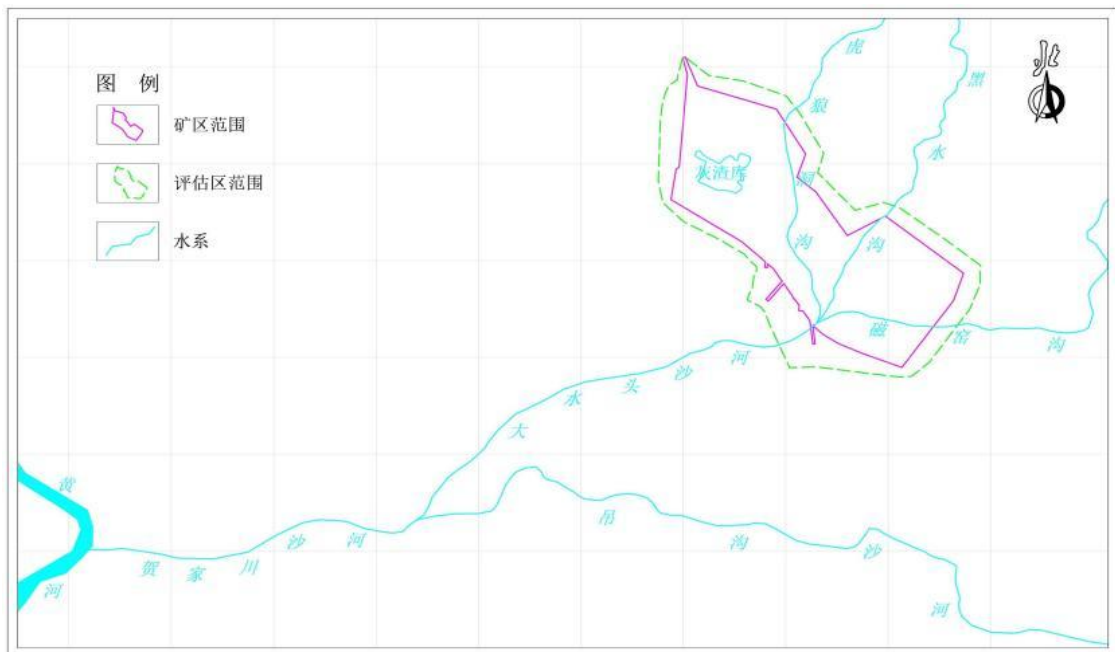 图 例
矿区范围
评估区范围
水系
北
虎狼洞沟
黑水沟
灰渣库
磁窑沟
大水头沙河
吊沟沙河
贺家川沙河
黄河